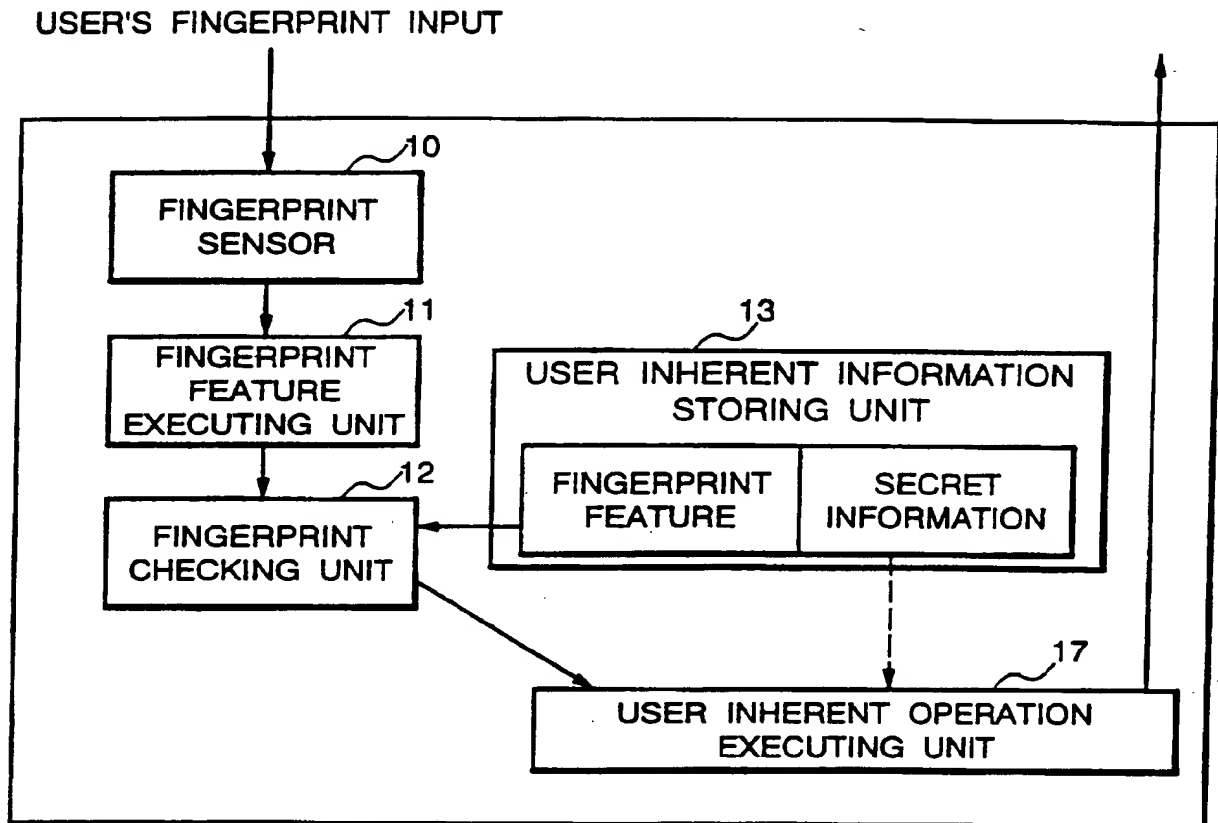 USER'S FINGERPRINT INPUT
10
FINGERPRINT
SENSOR
11
FINGERPRINT
FEATURE
EXECUTING UNIT
12
FINGERPRINT
CHECKING UNIT
13
USER INHERENT INFORMATION
STORING UNIT
FINGERPRINT
FEATURE
SECRET
INFORMATION
17
USER INHERENT OPERATION
EXECUTING UNIT